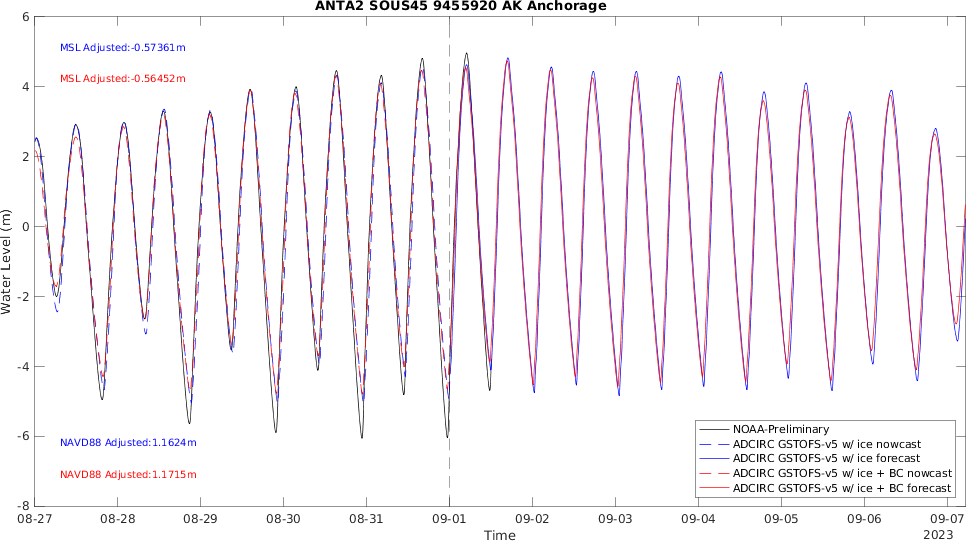 ANTA2 SOUS45 9455920 AK Anchorage
6
4
2
0
-2
-4
-6
-8
Water Level (m)
MSL Adjusted:-0.57361m
MSL Adjusted:-0.56452m
NAVD88 Adjusted:1.1624m
NAVD88 Adjusted:1.1715m
NOAA-Preliminary
ADCIRC GSTOFS-v5 w/ ice nowcast
ADCIRC GSTOFS-v5 w/ ice forecast
ADCIRC GSTOFS-v5 w/ ice + BC nowcast
ADCIRC GSTOFS-v5 w/ ice + BC forecast
08-27 08-28 08-29 08-30 08-31 09-01 09-02 09-03 09-04 09-05 09-06 09-07
Time
2023